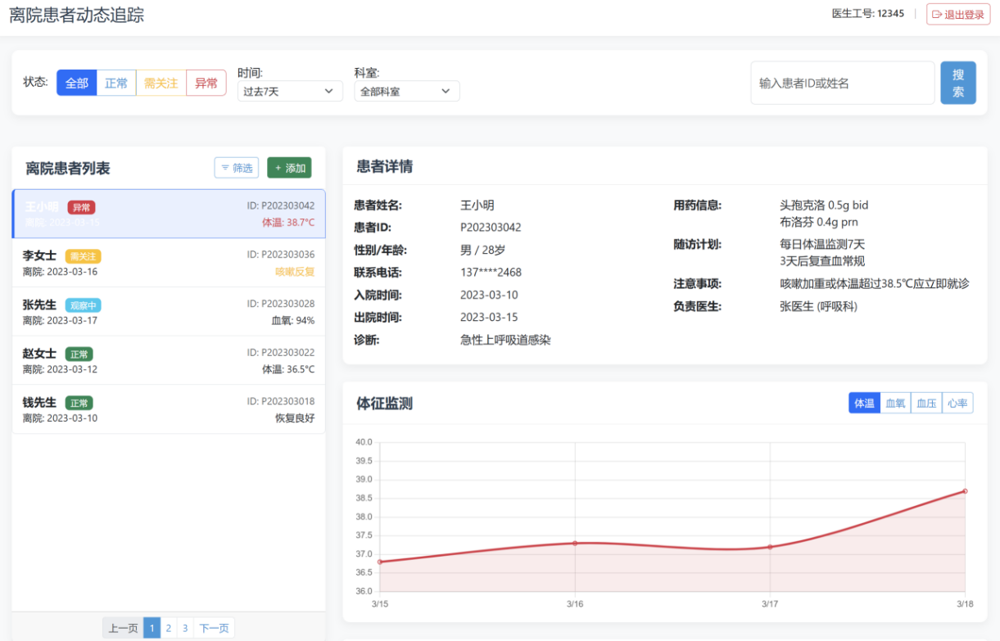 离院患者动态追踪
医生工号: 12345
退出登录
状态: 全部 正常 需关注 异常
时间:
过去7天
科室:
全部科室
输入患者ID或姓名
搜索
离院患者列表
筛选
+ 添加
王小明 异常 ID: P202303042
离院: 2023-03-15 体温: 38.7°C
李女士 需关注 ID: P202303036
离院: 2023-03-16 咳嗽反复
张先生 观察中 ID: P202303028
离院: 2023-03-17 血氧: 94%
赵女士 正常 ID: P202303022
离院: 2023-03-12 体温: 36.5°C
钱先生 正常 ID: P202303018
离院: 2023-03-10 恢复良好
上一页 1 2 3 下一页
患者详情
患者姓名: 王小明
患者ID: P202303042
性别/年龄: 男 / 28岁
联系电话: 137****2468
入院时间: 2023-03-10
出院时间: 2023-03-15
诊断: 急性上呼吸道感染
用药信息: 头孢克洛 0.5g bid
布洛芬 0.4g prn
随访计划: 每日体温监测7天
3天后复查血常规
注意事项: 咳嗽加重或体温超过38.5℃应立即就诊
负责医生: 张医生 (呼吸科)
体征监测
体温 血氧 血压 心率
40.0
39.5
39.0
38.5
38.0
37.5
37.0
36.5
36.0
3/15 3/16 3/17 3/18